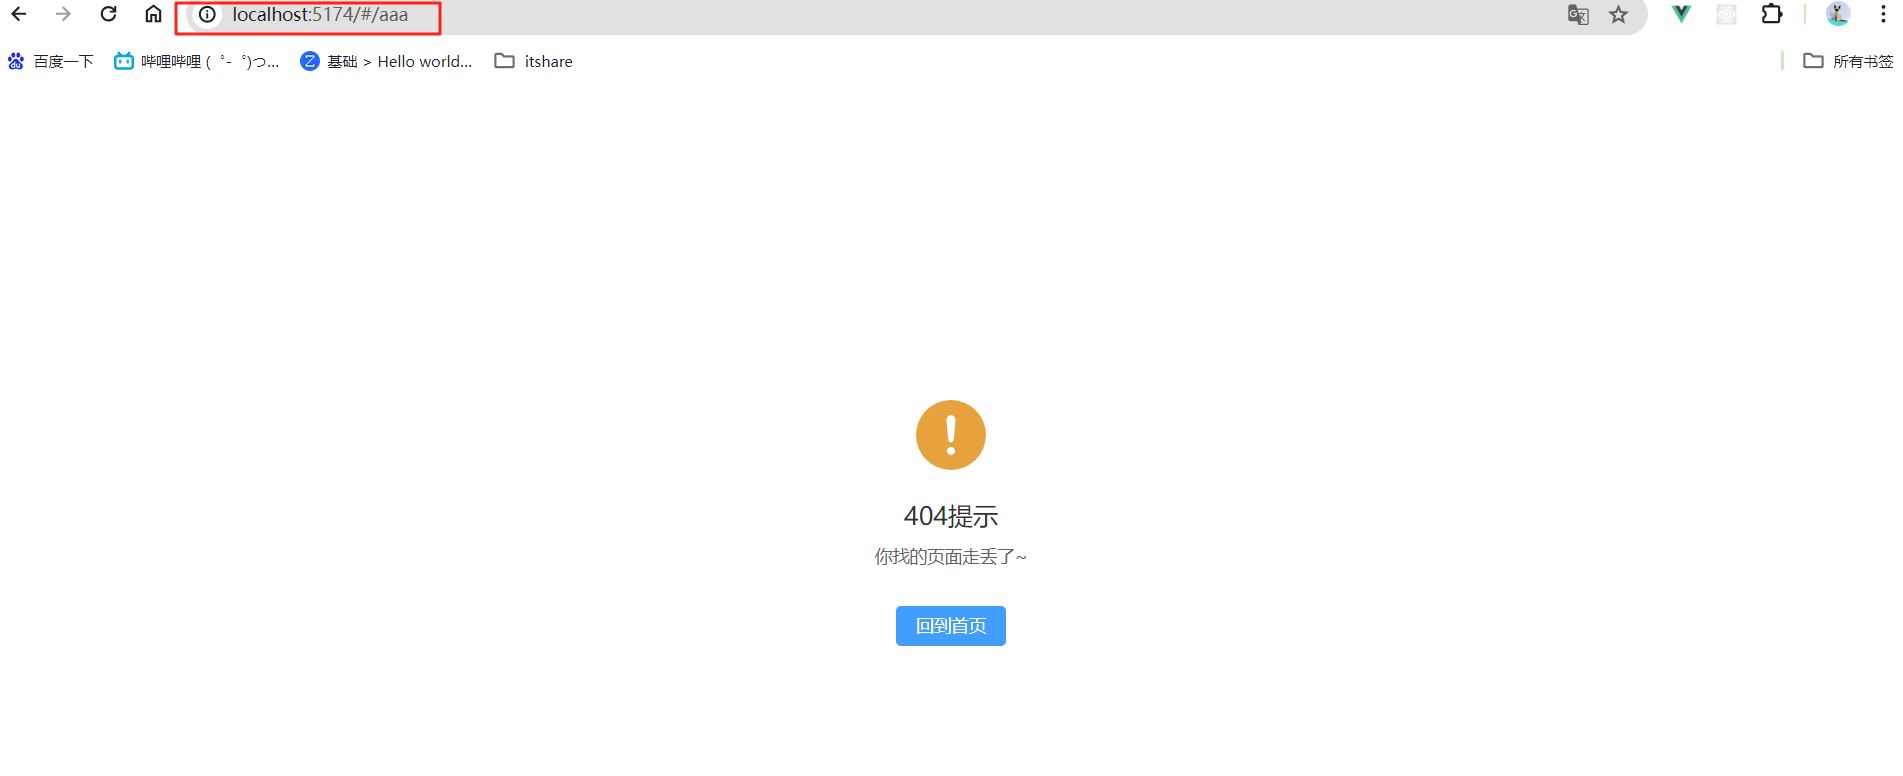 localhost:5174/#/aaa
百度一下 哔哩哔哩 (゜-゜)つ... 基础 > Hello world... itshare 所有书签
404提示
你找的页面走丢了~
回到首页